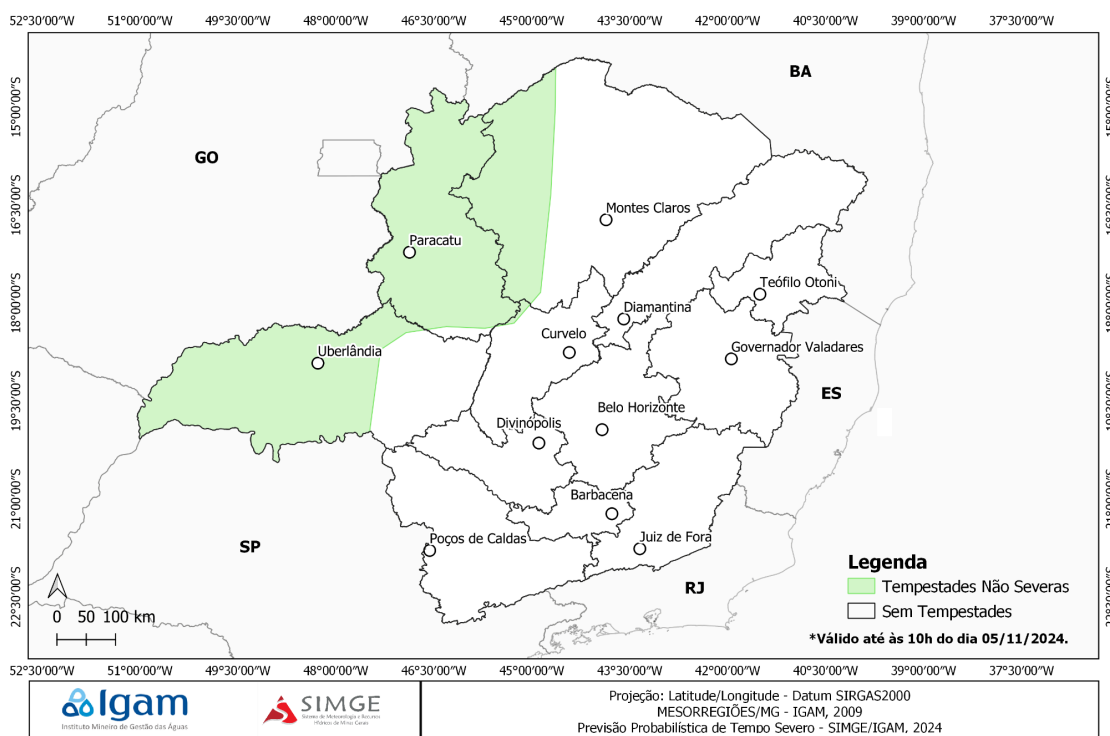 52°30'00"W 51°00'00"W 49°30'00"W 48°00'00"W 46°30'00"W 45°00'00"W 43°30'00"W 42°00'00"W 40°30'00"W 39°00'00"W 37°30'00"W
15°00'00"S
16°30'00"S
18°00'00"S
19°30'00"S
21°00'00"S
22°30'00"S
BA
GO
Montes Claros
Paracatu
Teófilo Otoni
Diamantina
Curvelo
Governador Valadares
Uberlândia
ES
Belo Horizonte
Divinópolis
Barbacena
Poços de Caldas
Juiz de Fora
SP
RJ
Legenda
Tempestades Não Severas
Sem Tempestades
*Válido até às 10h do dia 05/11/2024.
0 50 100 km
52°30'00"W 51°00'00"W 49°30'00"W 48°00'00"W 46°30'00"W 45°00'00"W 43°30'00"W 42°00'00"W 40°30'00"W 39°00'00"W 37°30'00"W
Igam
Instituto Mineiro de Gestão das Águas
SIMGE
Sistema de Meteorologia e Recursos
Hídricos de Minas Gerais
Projeção: Latitude/Longitude - Datum SIRGAS2000
MESORREGIÕES/MG - IGAM, 2009
Previsão Probabilística de Tempo Severo - SIMGE/IGAM, 2024